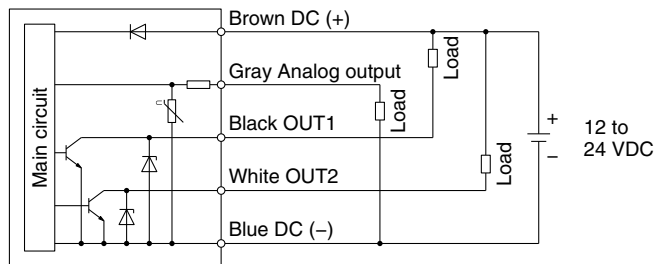 Main circuit
Brown DC (+)
Gray Analog output
Black OUT1
White OUT2
Blue DC (−)
Load
Load
Load
+
−
12 to
24 VDC